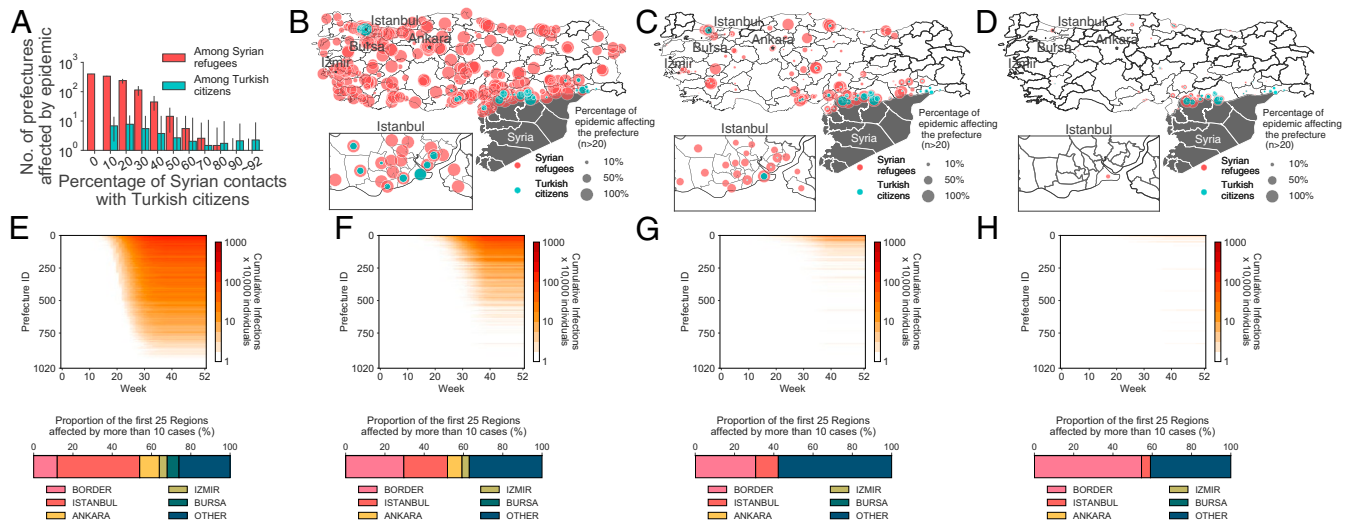 A
No. of prefectures
affected by epidemic
10³
10²
10¹
10⁰
Among Syrian
refugees
Among Turkish
citizens
0
10
20
30
40
50
60
70
80
90
~92
Percentage of Syrian contacts
with Turkish citizens
B
Istanbul
Bursa
Ankara
Izmir
Syria
Istanbul
Percentage of
epidemic affecting
the prefecture
(n>20)
Syrian
refugees
Turkish
citizens
10%
50%
100%
C
Istanbul
Bursa
Ankara
Izmir
Syria
Istanbul
Percentage of
epidemic affecting
the prefecture
(n>20)
Syrian
refugees
Turkish
citizens
10%
50%
100%
D
Istanbul
Bursa
Ankara
Izmir
Syria
Istanbul
Percentage of
epidemic affecting
the prefecture
(n>20)
Syrian
refugees
Turkish
citizens
10%
50%
100%
E
Prefecture ID
0
250
500
750
1020
0 10 20 30 40 52
Week
1000
100
10
1
Cumulative Infections
x 10,000 individuals
Proportion of the first 25 Regions
affected by more than 10 cases (%)
0 20 40 60 80 100
BORDER
ISTANBUL
ANKARA
IZMIR
BURSA
OTHER
F
Prefecture ID
0
250
500
750
1020
0 10 20 30 40 52
Week
1000
100
10
1
Cumulative Infections
x 10,000 individuals
Proportion of the first 25 Regions
affected by more than 10 cases (%)
0 20 40 60 80 100
BORDER
ISTANBUL
ANKARA
IZMIR
BURSA
OTHER
G
Prefecture ID
0
250
500
750
1020
0 10 20 30 40 52
Week
1000
100
10
1
Cumulative Infections
x 10,000 individuals
Proportion of the first 25 Regions
affected by more than 10 cases (%)
0 20 40 60 80 100
BORDER
ISTANBUL
ANKARA
IZMIR
BURSA
OTHER
H
Prefecture ID
0
250
500
750
1020
0 10 20 30 40 52
Week
1000
100
10
1
Cumulative Infections
x 10,000 individuals
Proportion of the first 25 Regions
affected by more than 10 cases (%)
0 20 40 60 80 100
BORDER
ISTANBUL
ANKARA
IZMIR
BURSA
OTHER